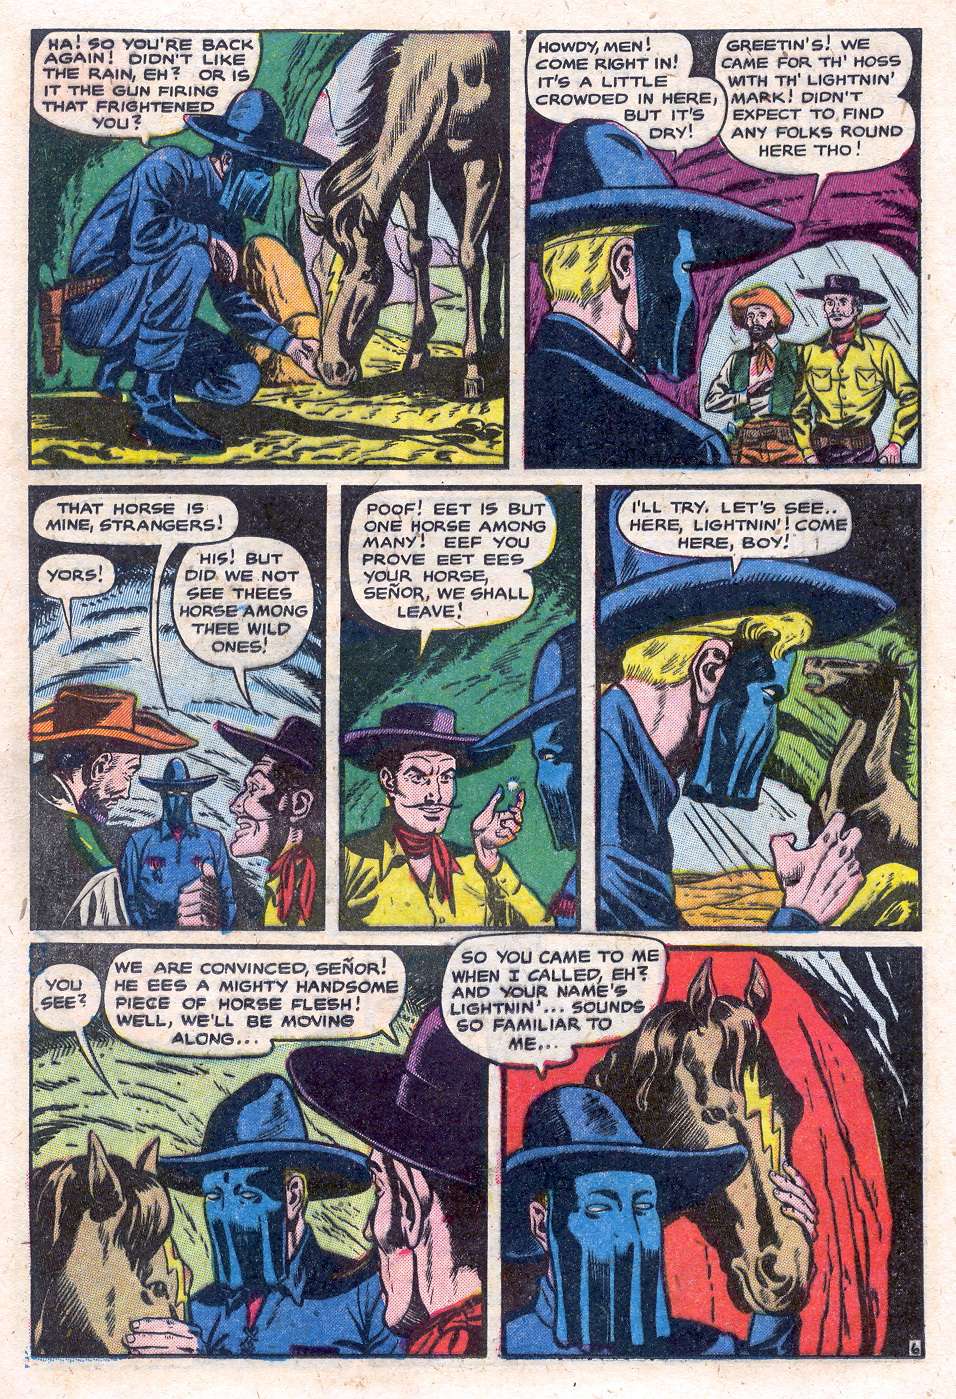 HA! SO YOU'RE BACK
AGAIN! DIDN'T LIKE
THE RAIN, EH? OR IS
IT THE GUN FIRING
THAT FRIGHTENED
YOU?
HOWDY, MEN!
COME RIGHT IN!
IT'S A LITTLE
CROWDED IN HERE,
BUT IT'S
DRY!
GREETIN'S! WE
CAME FOR TH' HOSS
WITH TH' LIGHTNIN'
MARK! DIDN'T
EXPECT TO FIND
ANY FOLKS ROUND
HERE THO!
THAT HORSE IS
MINE, STRANGERS!
YORS!
HIS! BUT
DID WE NOT
SEE THEES
HORSE AMONG
THEE WILD
ONES!
POOF! EET IS BUT
ONE HORSE AMONG
MANY! EEF YOU
PROVE EET EES
YOUR HORSE,
SEÑOR, WE SHALL
LEAVE!
I'LL TRY. LET'S SEE..
HERE, LIGHTNIN'! COME
HERE, BOY!
YOU
SEE?
WE ARE CONVINCED, SEÑOR!
HE EES A MIGHTY HANDSOME
PIECE OF HORSE FLESH!
WELL, WE'LL BE MOVING
ALONG...
SO YOU CAME TO ME
WHEN I CALLED, EH?
AND YOUR NAME'S
LIGHTNIN'... SOUNDS
SO FAMILIAR TO
ME...
6